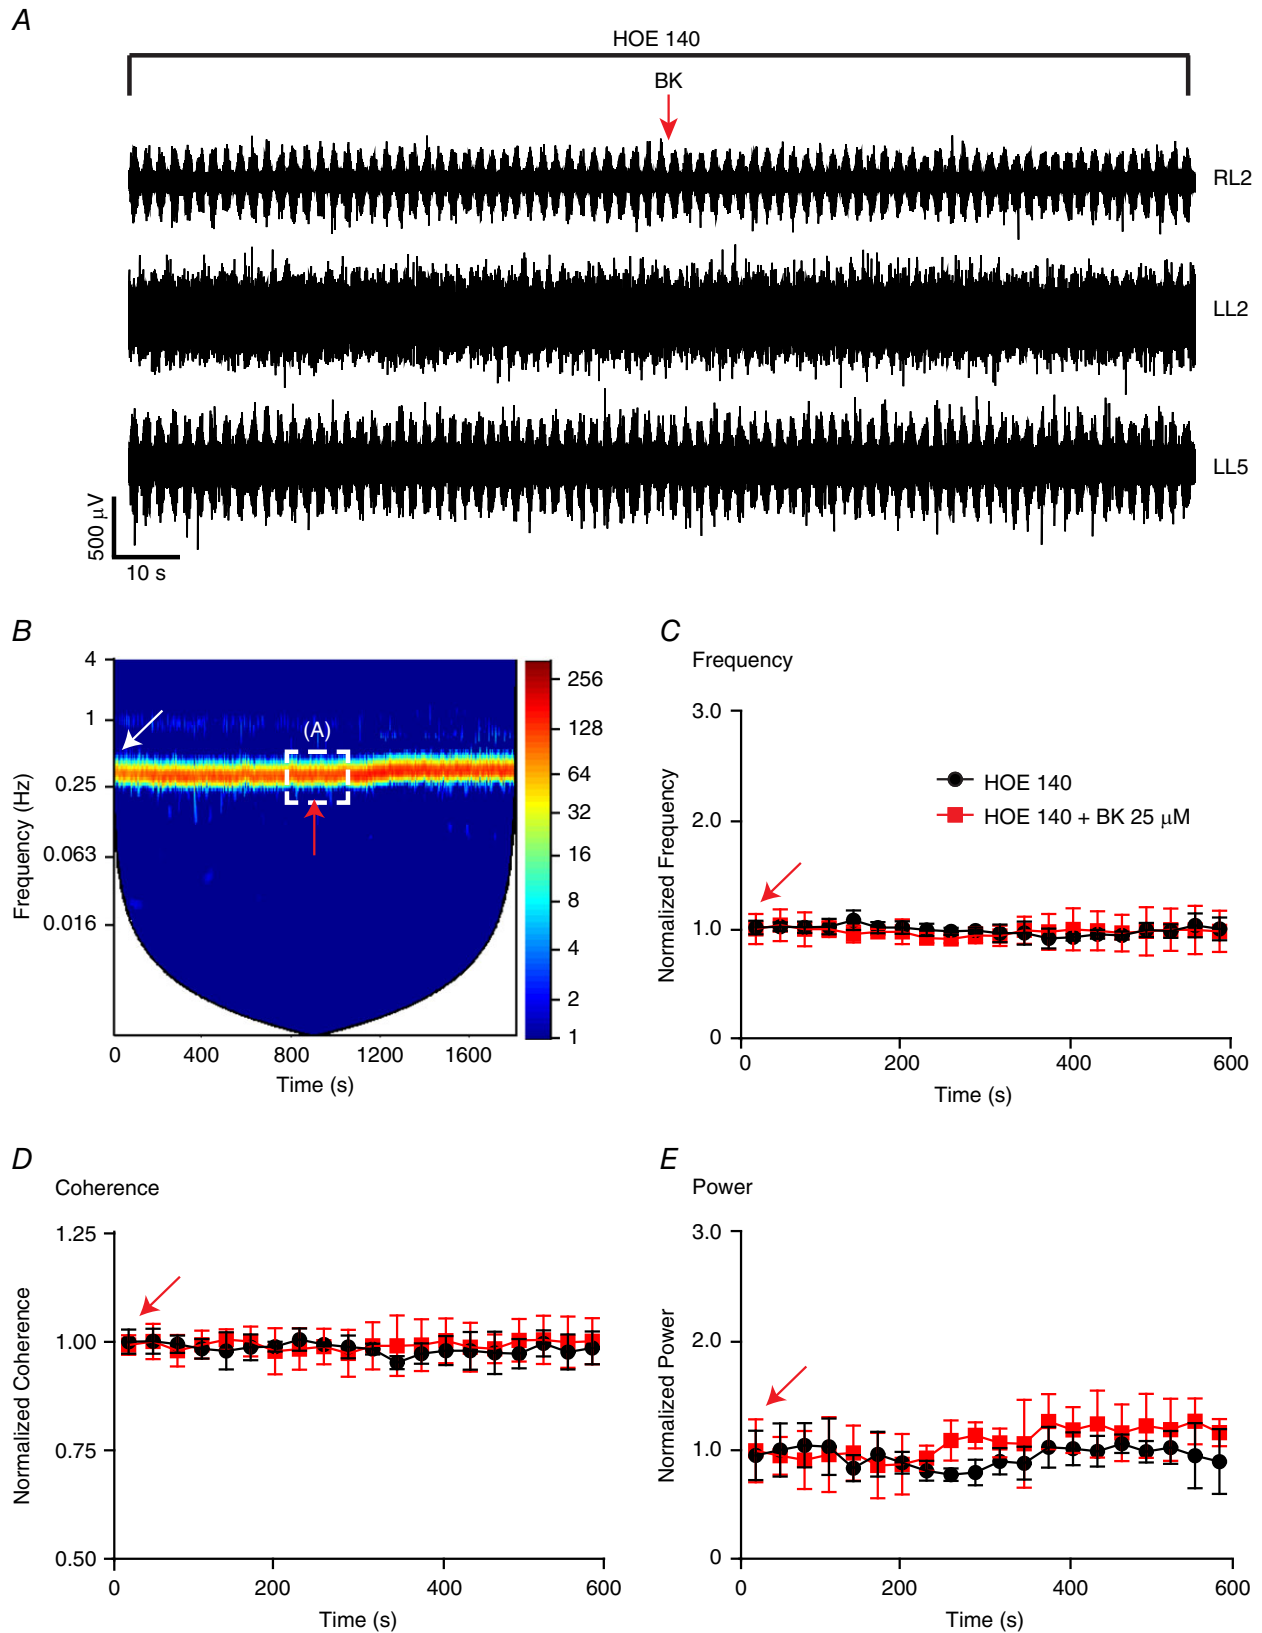 A
HOE 140
BK
RL2
LL2
LL5
500 μV
10 s
B
4
1
0.25
0.063
0.016
Frequency (Hz)
(A)
0 400 800 1200 1600
Time (s)
256
128
64
32
16
8
4
2
1
C
Frequency
3.0
2.0
1.0
0
Normalized Frequency
HOE 140
HOE 140 + BK 25 μM
0 200 400 600
Time (s)
D
Coherence
1.25
1.00
0.75
0.50
Normalized Coherence
0 200 400 600
Time (s)
E
Power
3.0
2.0
1.0
0
Normalized Power
0 200 400 600
Time (s)